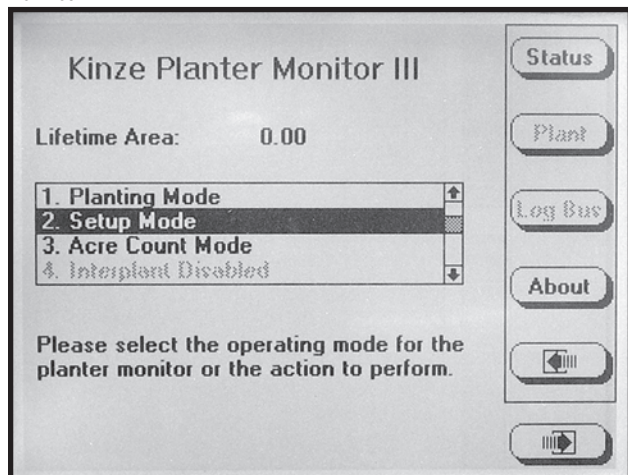 Kinze Planter Monitor III
Lifetime Area: 0.00
1. Planting Mode
2. Setup Mode
3. Acre Count Mode
4. Interplant Disabled
Please select the operating mode for the
planter monitor or the action to perform.
Status
Plant
Log Bus
About